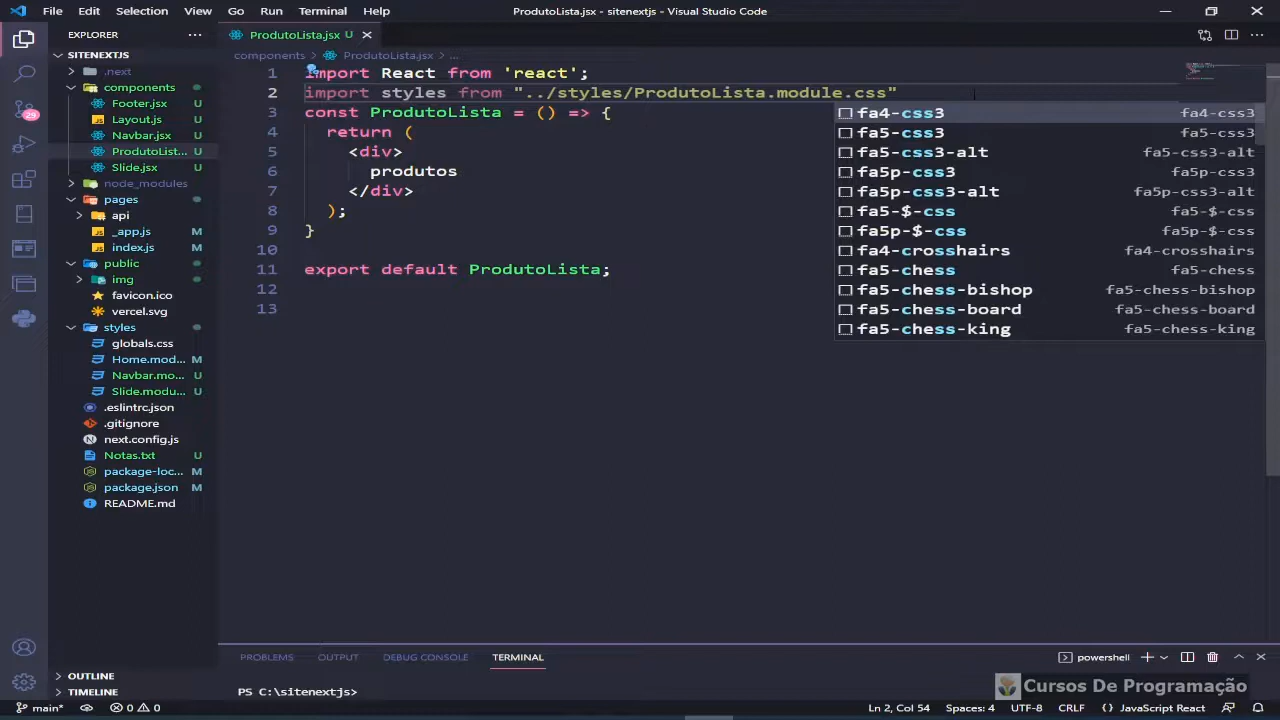 File Edit Selection View Go Run Terminal Help
ProdutoLista.jsx - sitenextjs - Visual Studio Code
EXPLORER ...
ProdutoLista.jsx U
SITENEXTJS
components > ProdutoLista.jsx > ...
.next
components
Footer.jsx U
Layout.js U
Navbar.jsx U
ProdutoList... U
Slide.jsx U
node_modules
pages
api
_app.js M
index.js M
public
img
favicon.ico
vercel.svg
styles
globals.css
Home.mod... M
Navbar.mo... U
Slide.modu... U
.eslintrc.json
.gitignore
next.config.js
Notas.txt U
package-loc... M
package.json M
README.md
OUTLINE
TIMELINE
29
1 import React from 'react';
2 import styles from "../styles/ProdutoLista.module.css"
3 const ProdutoLista = () => {
4 return (
5 <div>
6 produtos
7 </div>
8 );
9 }
10
11 export default ProdutoLista;
12
13
fa4-css3 fa4-css3
fa5-css3 fa5-css3
fa5-css3-alt fa5-css3-alt
fa5p-css3 fa5p-css3
fa5p-css3-alt fa5p-css3-alt
fa5-$-css fa5-$-css
fa5p-$-css fa5p-$-css
fa4-crosshairs fa4-crosshairs
fa5-chess fa5-chess
fa5-chess-bishop fa5-chess-bishop
fa5-chess-board fa5-chess-board
fa5-chess-king fa5-chess-king
PROBLEMS OUTPUT DEBUG CONSOLE TERMINAL
powershell
PS C:\sitenextjs>
Cursos De Programação
main* 0 0
Ln 2, Col 54 Spaces: 4 UTF-8 CRLF {} JavaScript React